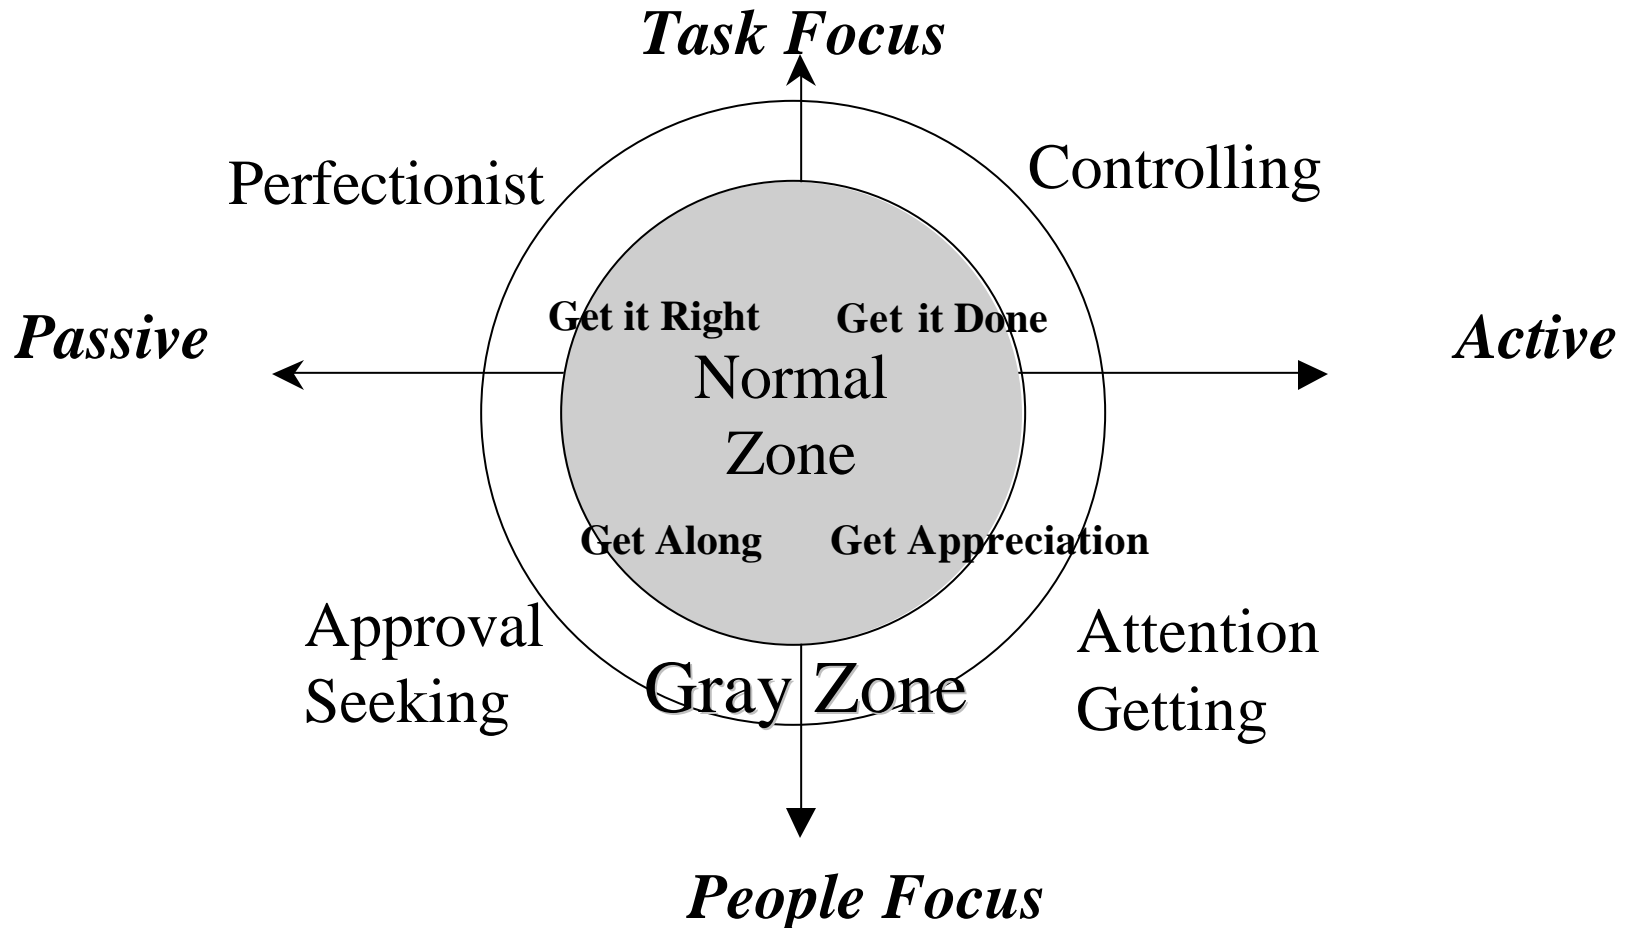 Task Focus
Perfectionist
Controlling
Passive
Get it Right
Get it Done
Active
Normal
Zone
Get Along
Get Appreciation
Approval
Seeking
Gray Zone
Attention
Getting
People Focus